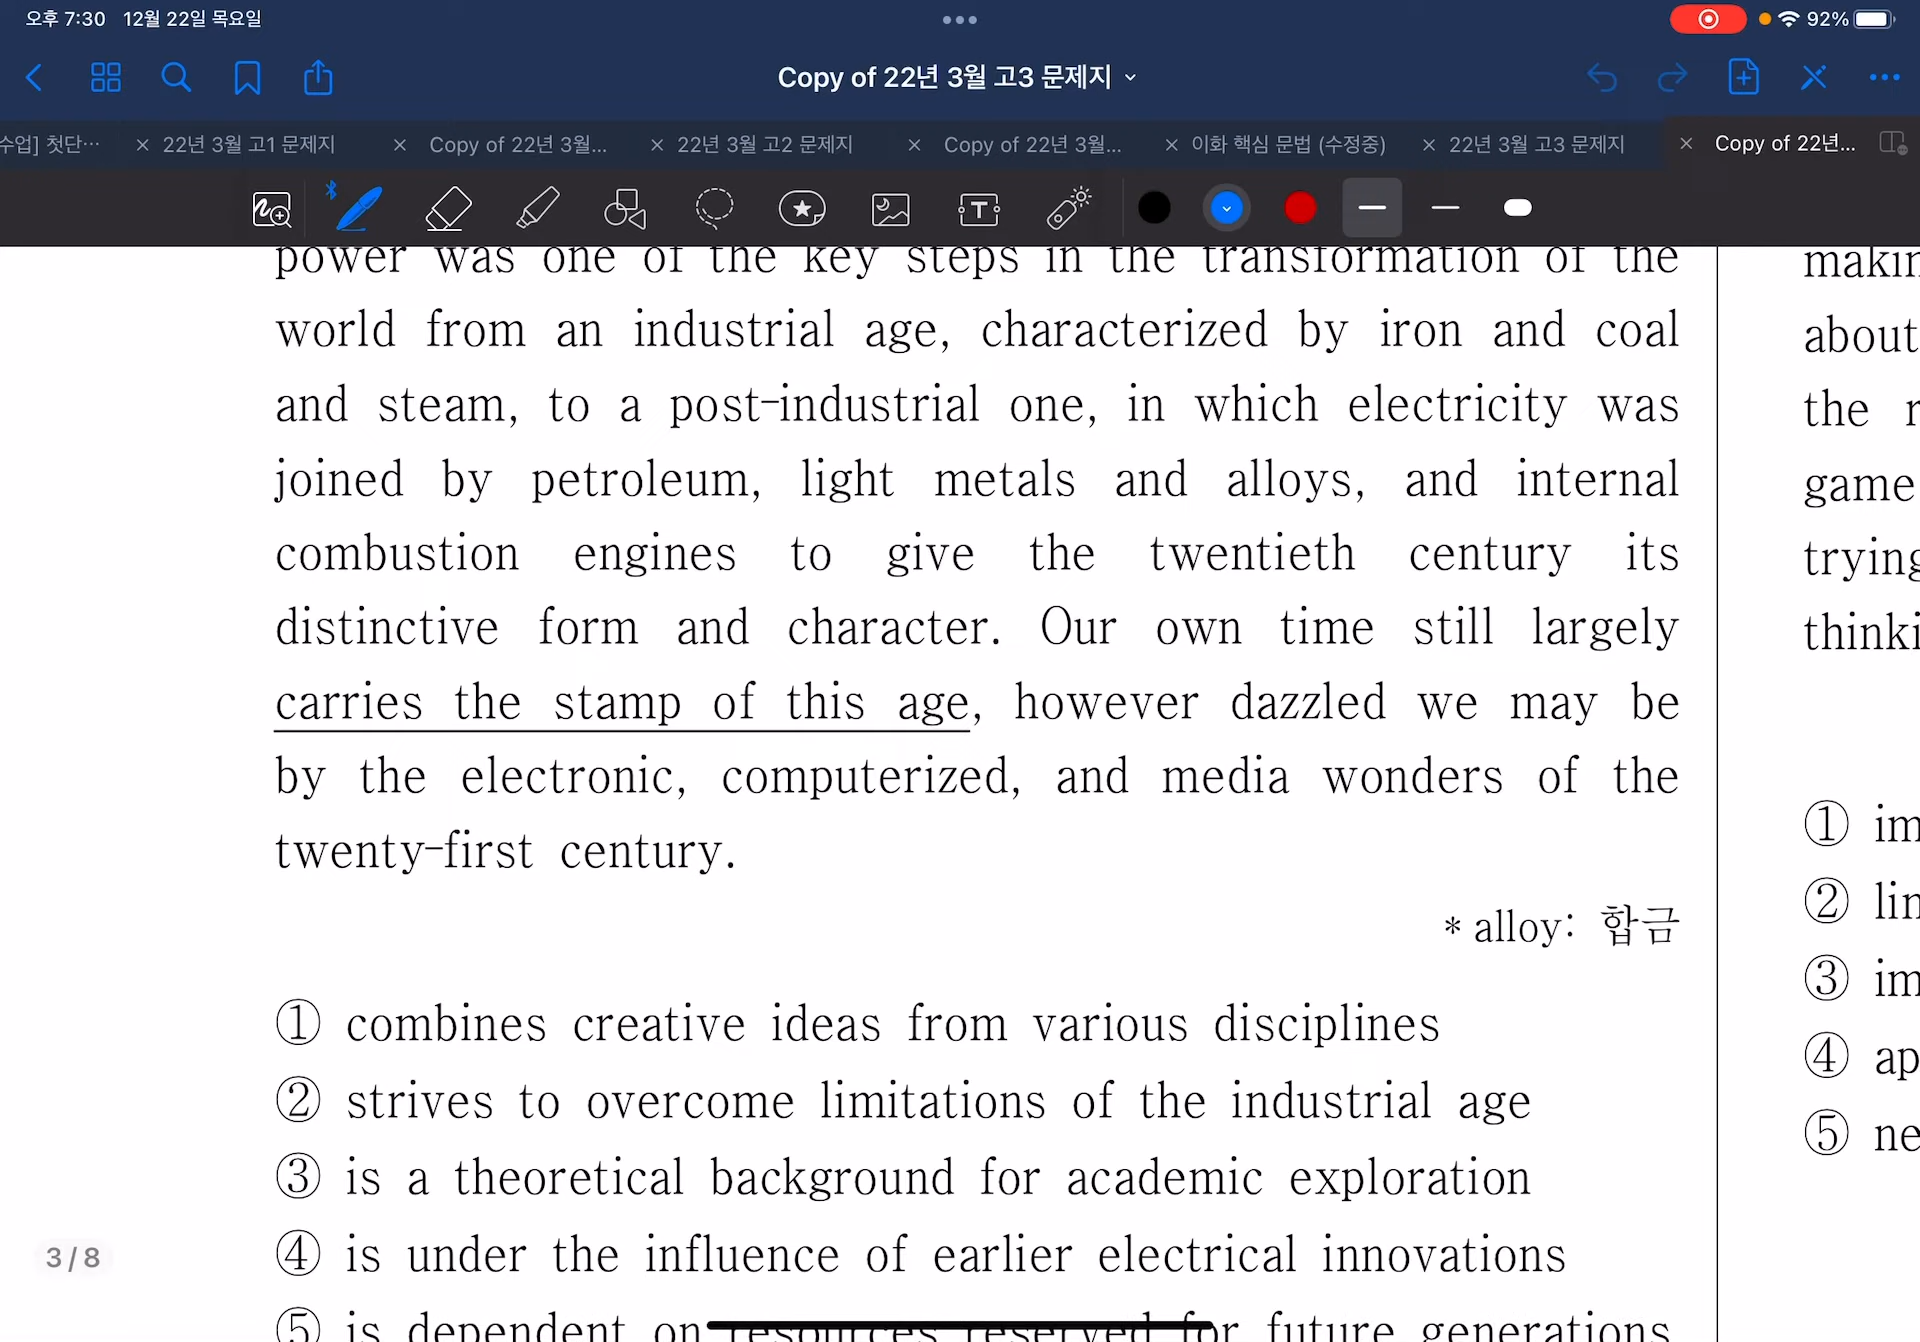 오후 7:30 12월 22일 목요일
92%
Copy of 22년 3월 고3 문제지
수업] 첫단…
22년 3월 고1 문제지
Copy of 22년 3월...
22년 3월 고2 문제지
Copy of 22년 3월...
이화 핵심 문법 (수정중)
22년 3월 고3 문제지
Copy of 22년...
power was one of the key steps in the transformation of the
world from an industrial age, characterized by iron and coal
and steam, to a post-industrial one, in which electricity was
joined by petroleum, light metals and alloys, and internal
combustion engines to give the twentieth century its
distinctive form and character. Our own time still largely
carries the stamp of this age, however dazzled we may be
by the electronic, computerized, and media wonders of the
twenty-first century.
* alloy: 합금
① combines creative ideas from various disciplines
② strives to overcome limitations of the industrial age
③ is a theoretical background for academic exploration
④ is under the influence of earlier electrical innovations
⑤ is dependent on resources reserved for future generations
3/8
about
the
game
①
②
③
④
⑤